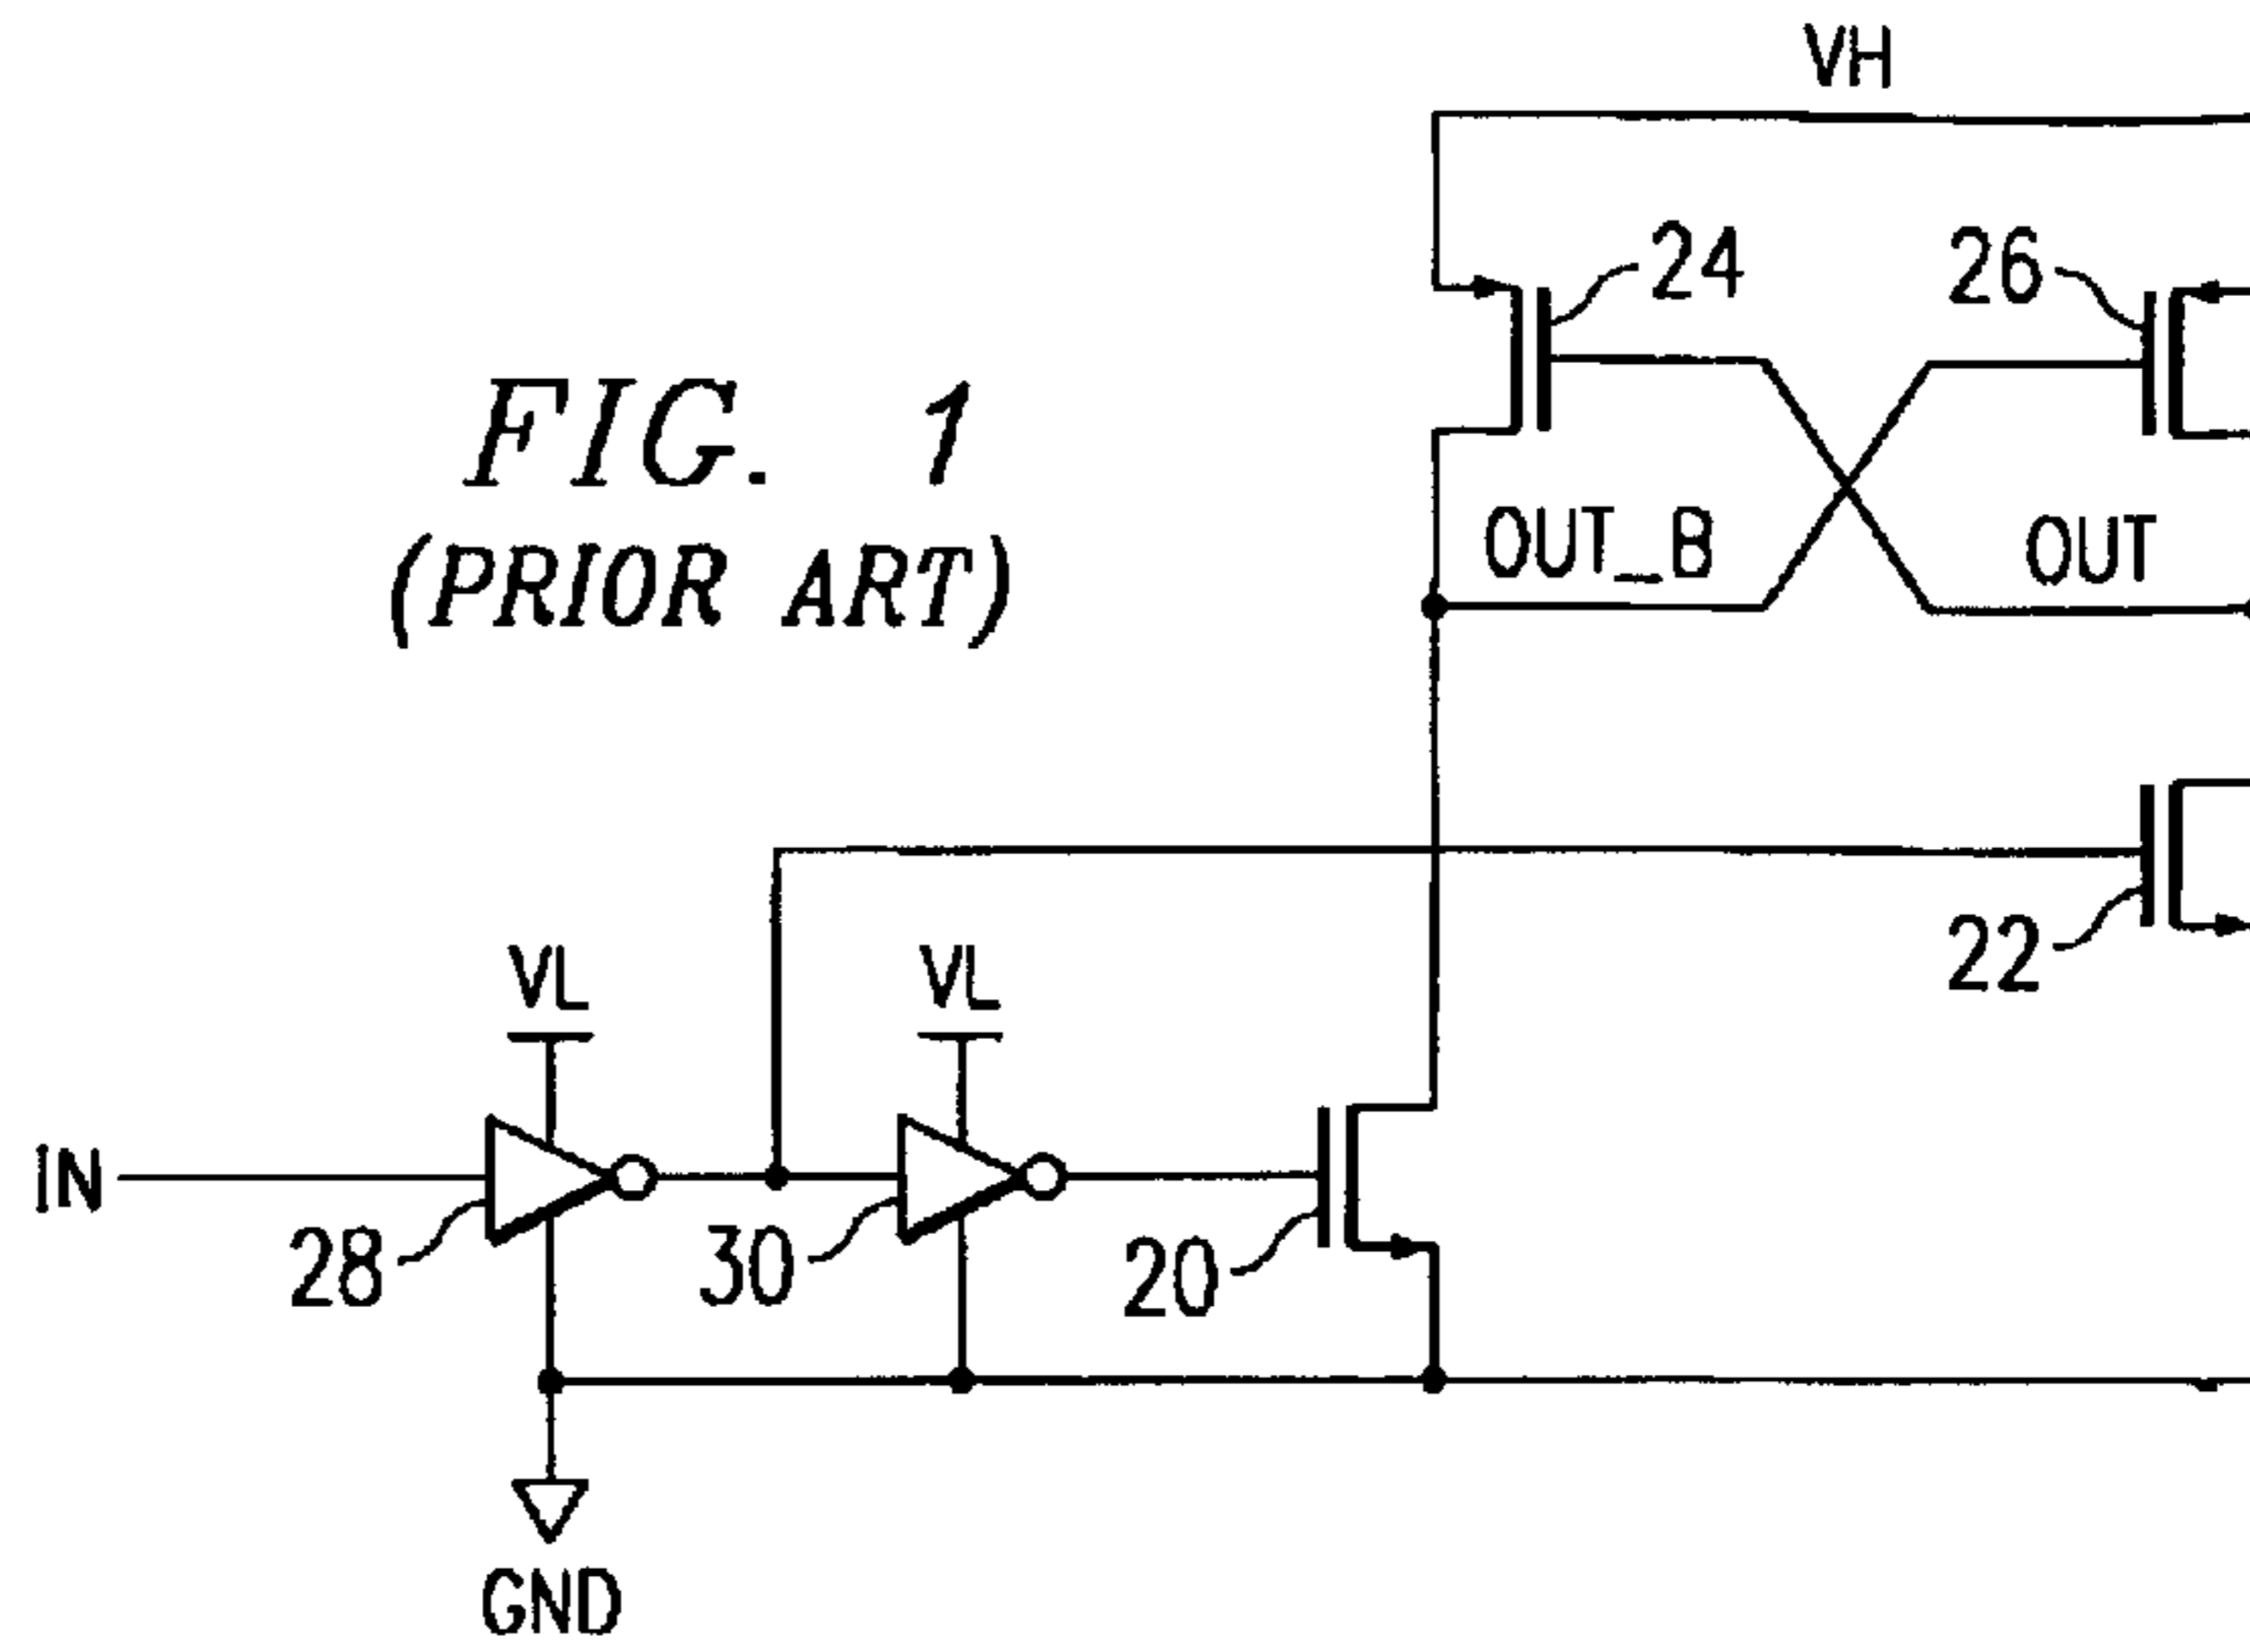 VH
24
26
FIG. 1
(PRIOR ART)
OUT_B
OUT
22
VL
VL
IN
28
30
20
GND